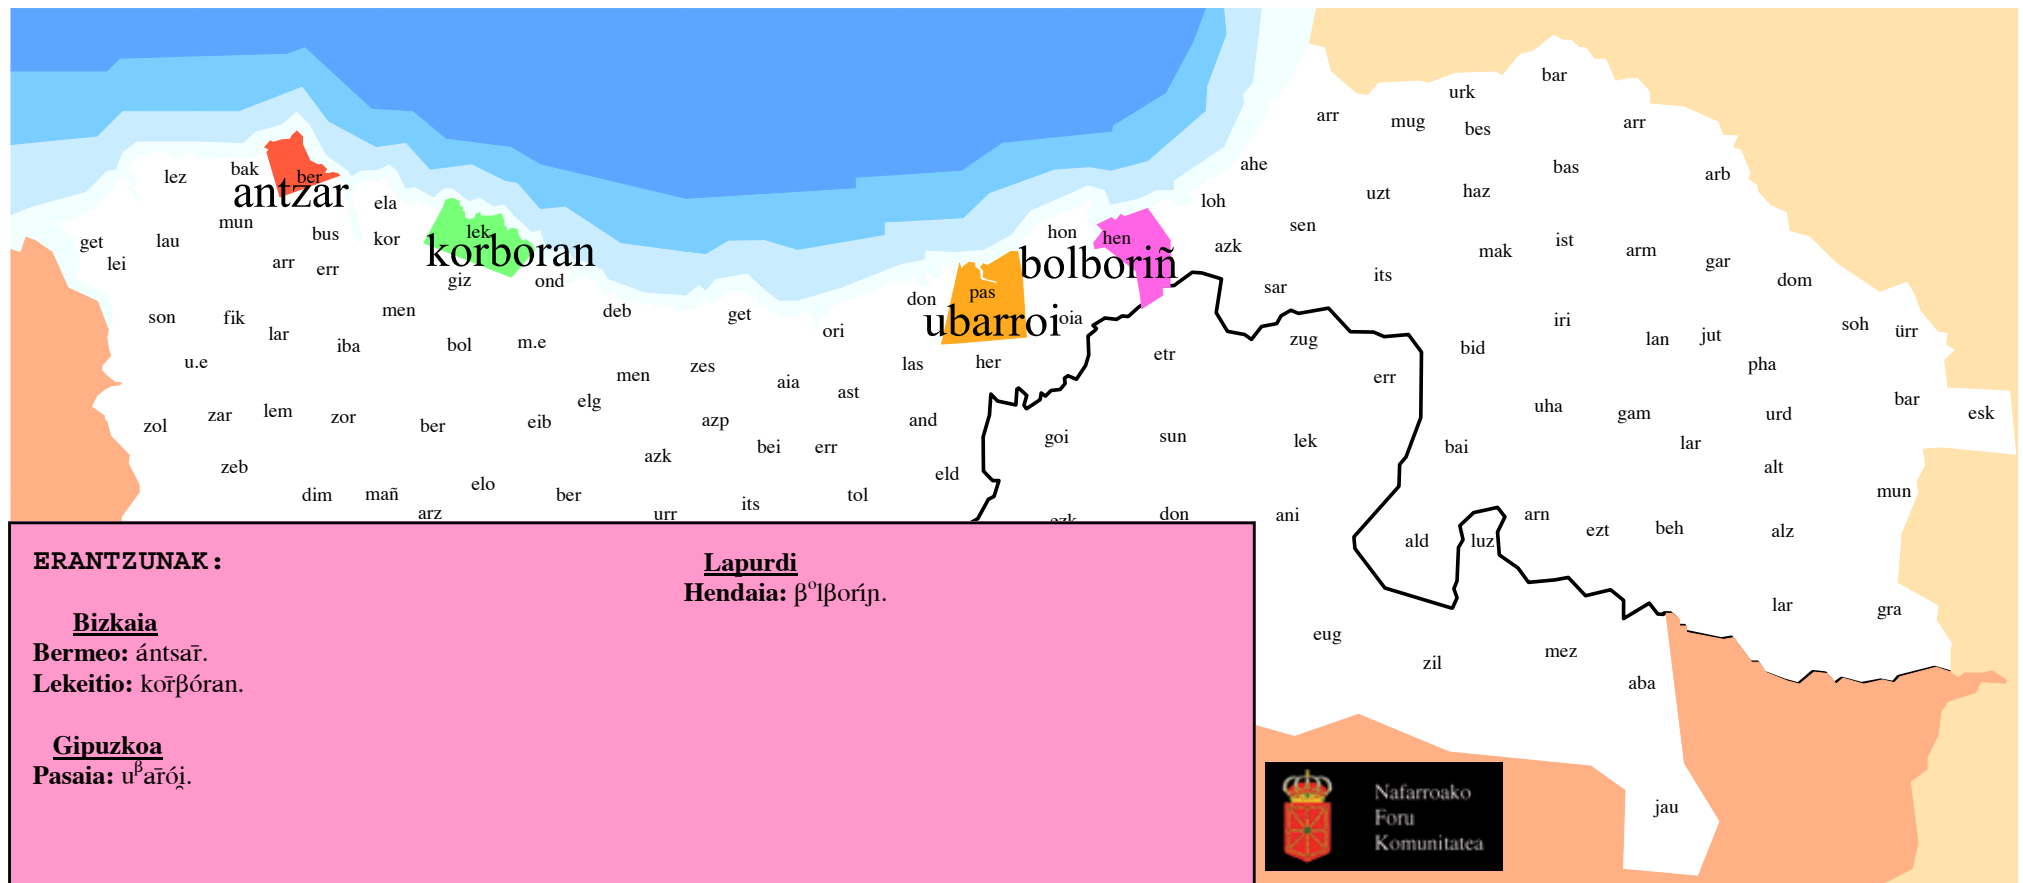 bar
urk
arr
mug
bes
arr
ahe
bas
arb
lez
bak
ber
antzar
uzt
haz
ela
loh
mun
bus
kor
lek
korboran
hon
hen
bolboriñ
azk
sen
ist
mak
arm
gar
get
lau
lei
arr
err
giz
ond
its
dom
sar
don
pas
ubarroi
oia
son
fik
men
deb
get
ori
iri
soh
ürr
lar
iba
bol
m.e
zug
bid
lan
jut
u.e
men
zes
aia
ast
las
her
etr
err
pha
elg
zol
zar
lem
zor
ber
eib
azp
and
uha
gam
urd
bar
esk
bei
err
goi
sun
lek
bai
lar
zeb
azk
eld
alt
dim
mañ
elo
ber
its
tol
mun
arz
urr
ezk
don
ani
arn
ezt
beh
alz
ald
luz
lar
gra
eug
zil
mez
aba
jau
ERANTZUNAK:
Bizkaia
Bermeo: ántsar̄.
Lekeitio: kor̄βóran.
Gipuzkoa
Pasaia: uᵝar̄ói̯.
Lapurdi
Hendaia: βᵒlβoríɲ.
Nafarroako
Foru
Komunitatea